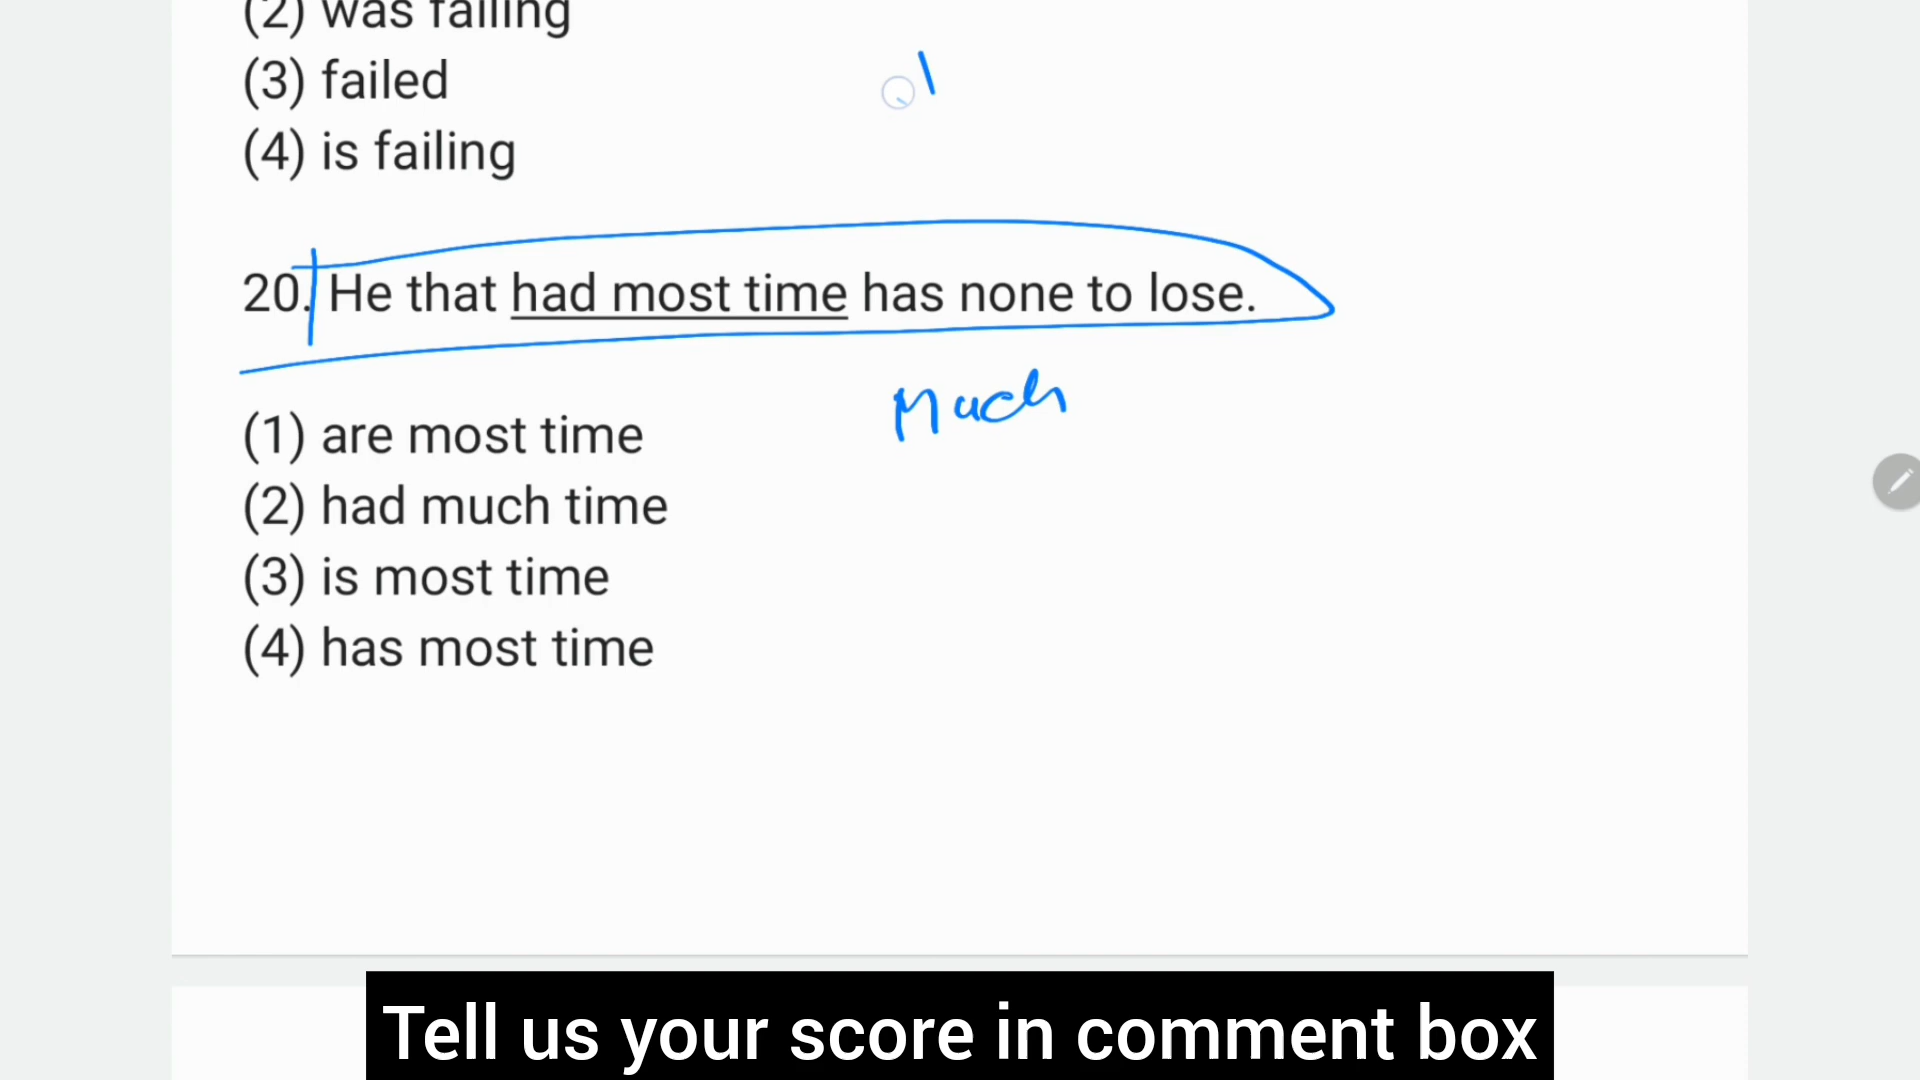 (2) was failing
(3) failed
(4) is failing
20. He that had most time has none to lose.
Much
(1) are most time
(2) had much time
(3) is most time
(4) has most time
Tell us your score in comment box